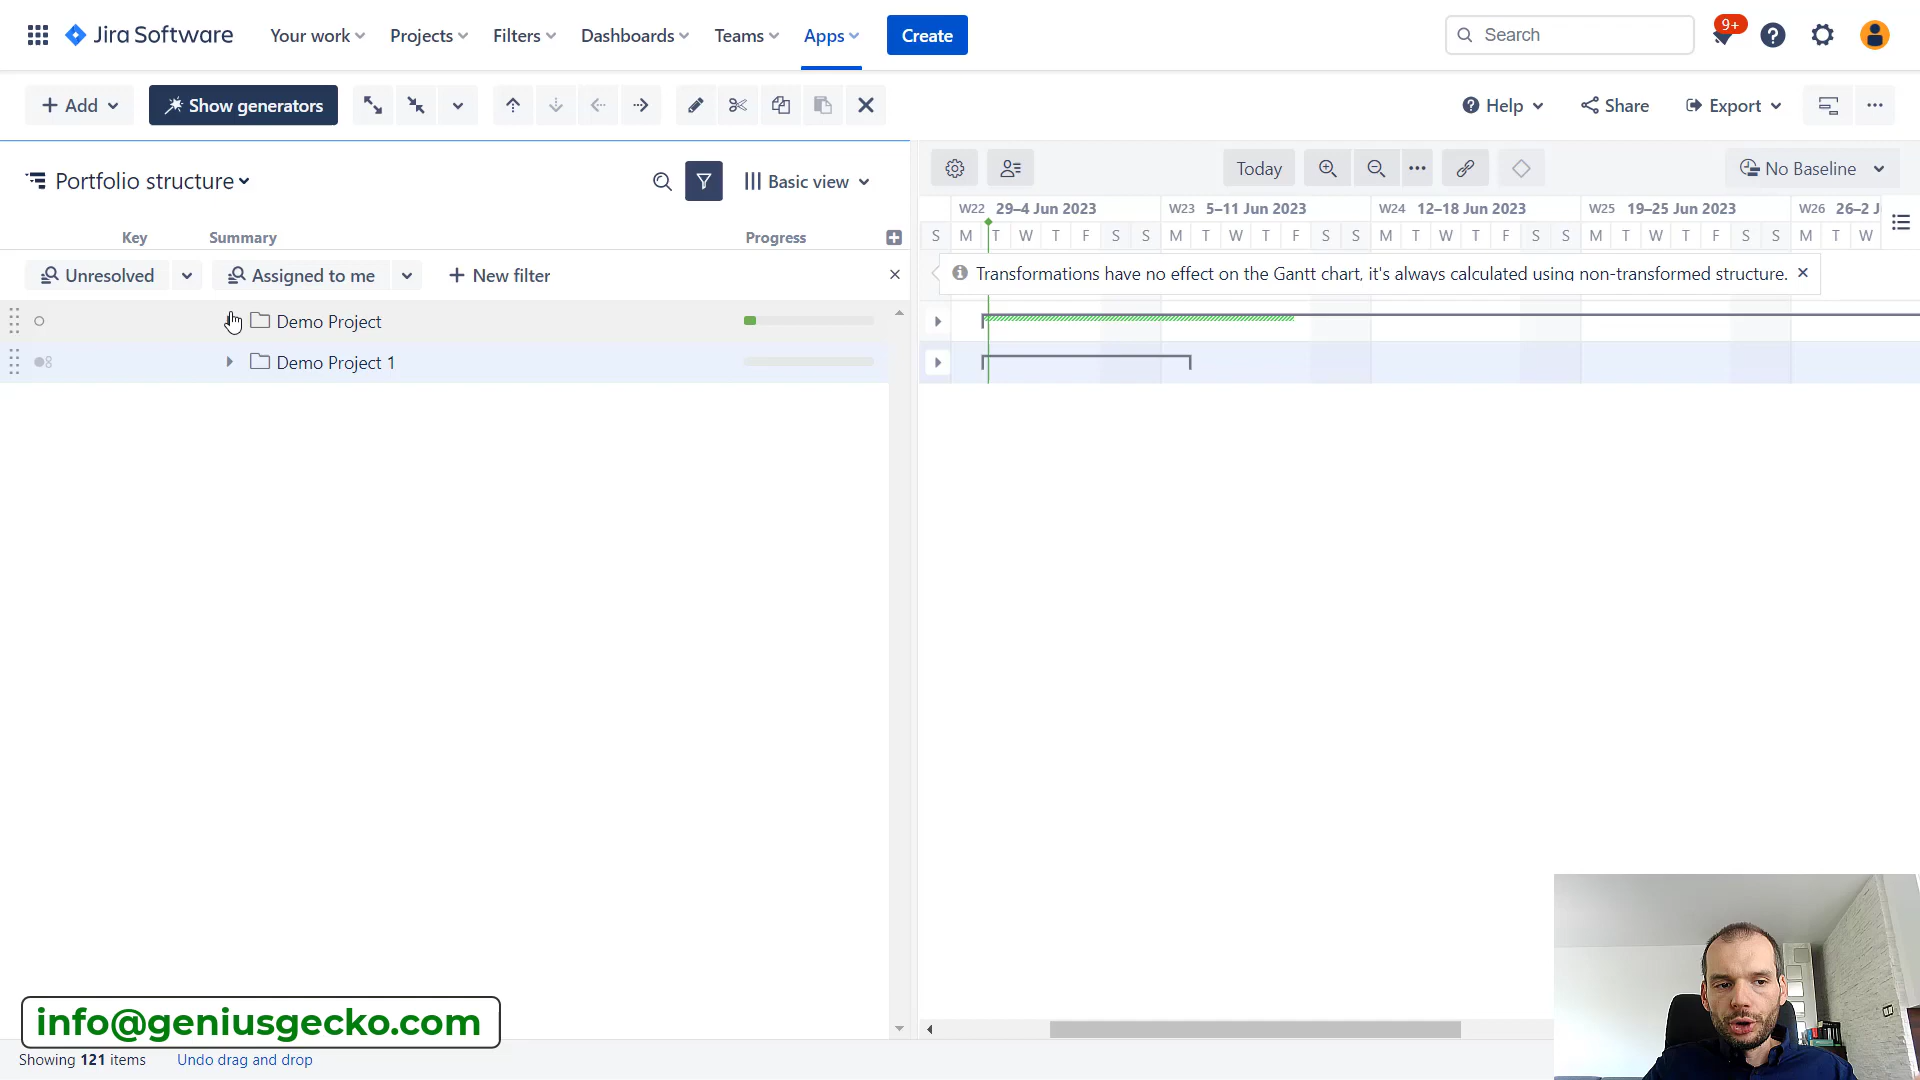 Jira Software Your work Projects Filters Dashboards Teams Apps Create Search 9+
Add Show generators Help Share Export
Portfolio structure Basic view Today No Baseline
W22 29–4 Jun 2023 W23 5–11 Jun 2023 W24 12–18 Jun 2023 W25 19–25 Jun 2023 W26 26–2 J
Key Summary Progress S M T W T F S S M T W T F S S M T W T F S S M T W T F S S M T W
Unresolved Assigned to me New filter Transformations have no effect on the Gantt chart, it's always calculated using non-transformed structure.
Demo Project
Demo Project 1
info@geniusgecko.com
Showing 121 items Undo drag and drop